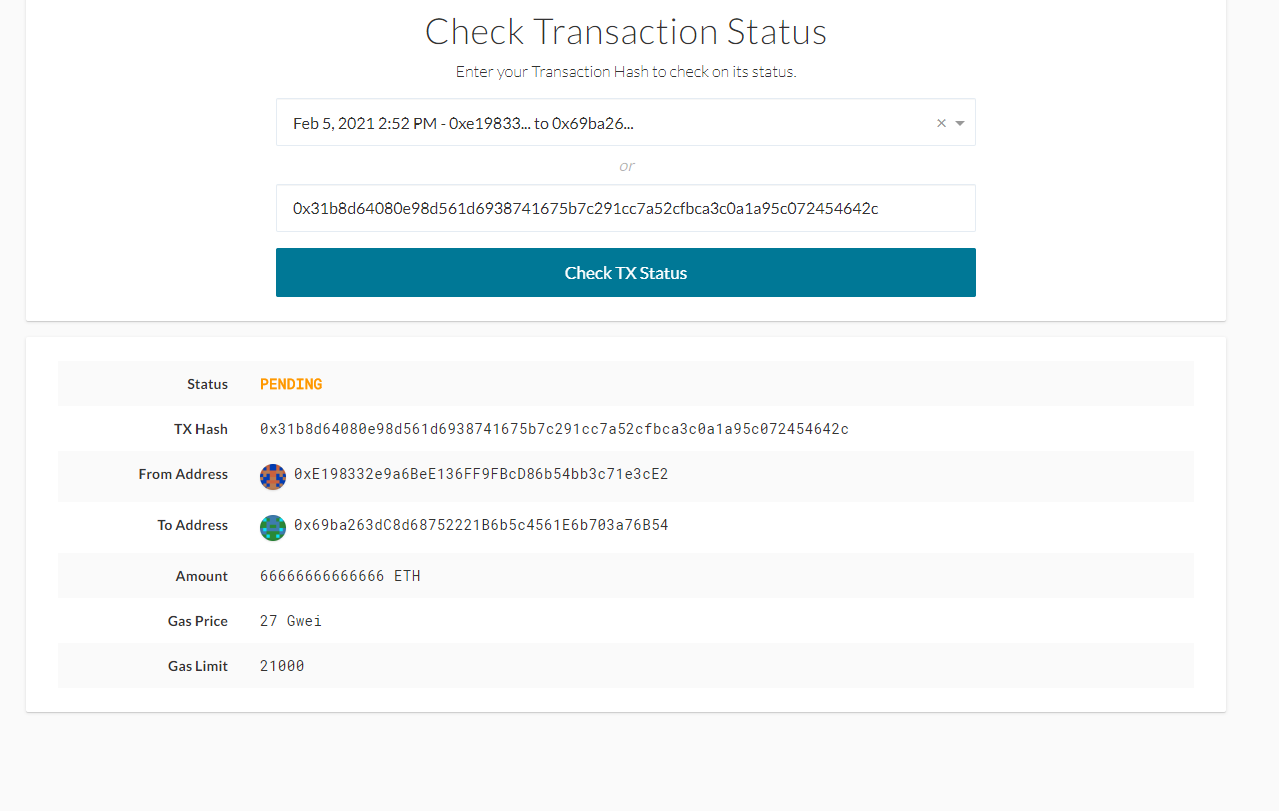 Check Transaction Status
Enter your Transaction Hash to check on its status.
Feb 5, 2021 2:52 PM - 0xe19833... to 0x69ba26...
or
0x31b8d64080e98d561d6938741675b7c291cc7a52cfbca3c0a1a95c072454642c
Check TX Status
Status PENDING
TX Hash 0x31b8d64080e98d561d6938741675b7c291cc7a52cfbca3c0a1a95c072454642c
From Address 0xE198332e9a6BeE136FF9FBcD86b54bb3c71e3cE2
To Address 0x69ba263dC8d68752221B6b5c4561E6b703a76B54
Amount 66666666666666 ETH
Gas Price 27 Gwei
Gas Limit 21000